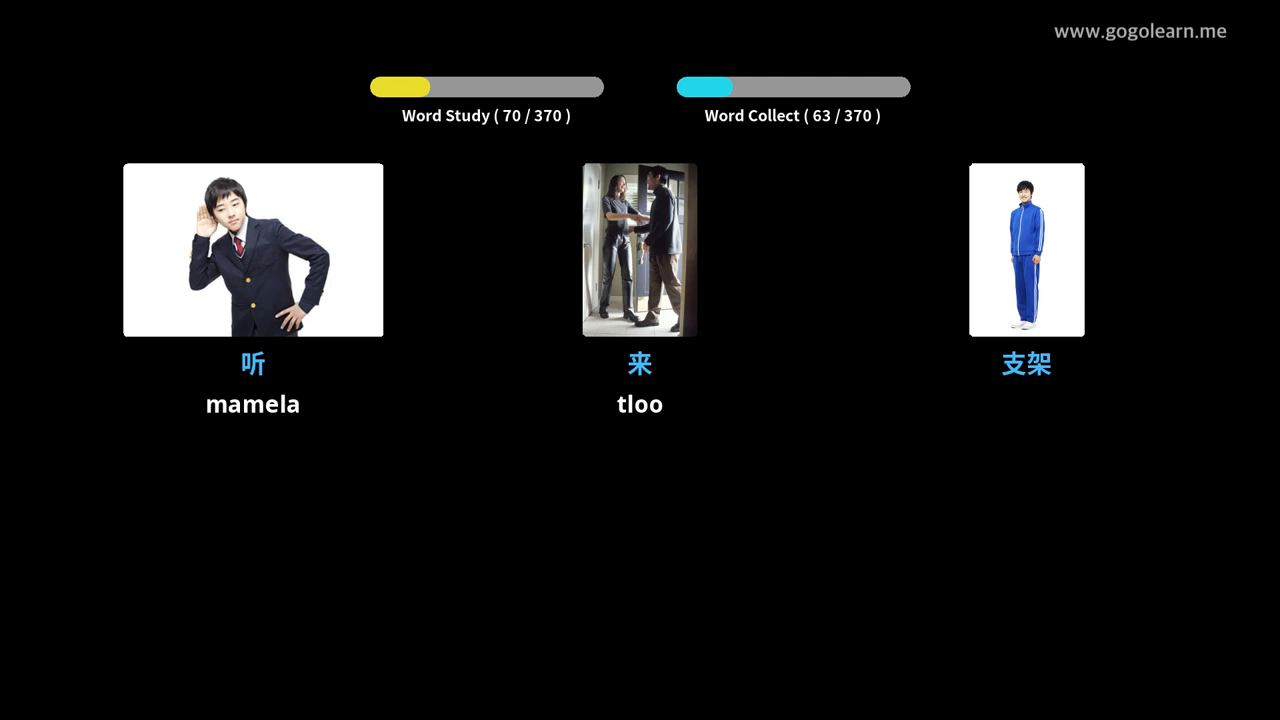 www.gogolearn.me
Word Study ( 70 / 370 )
Word Collect ( 63 / 370 )
听
来
支架
mamela
tloo